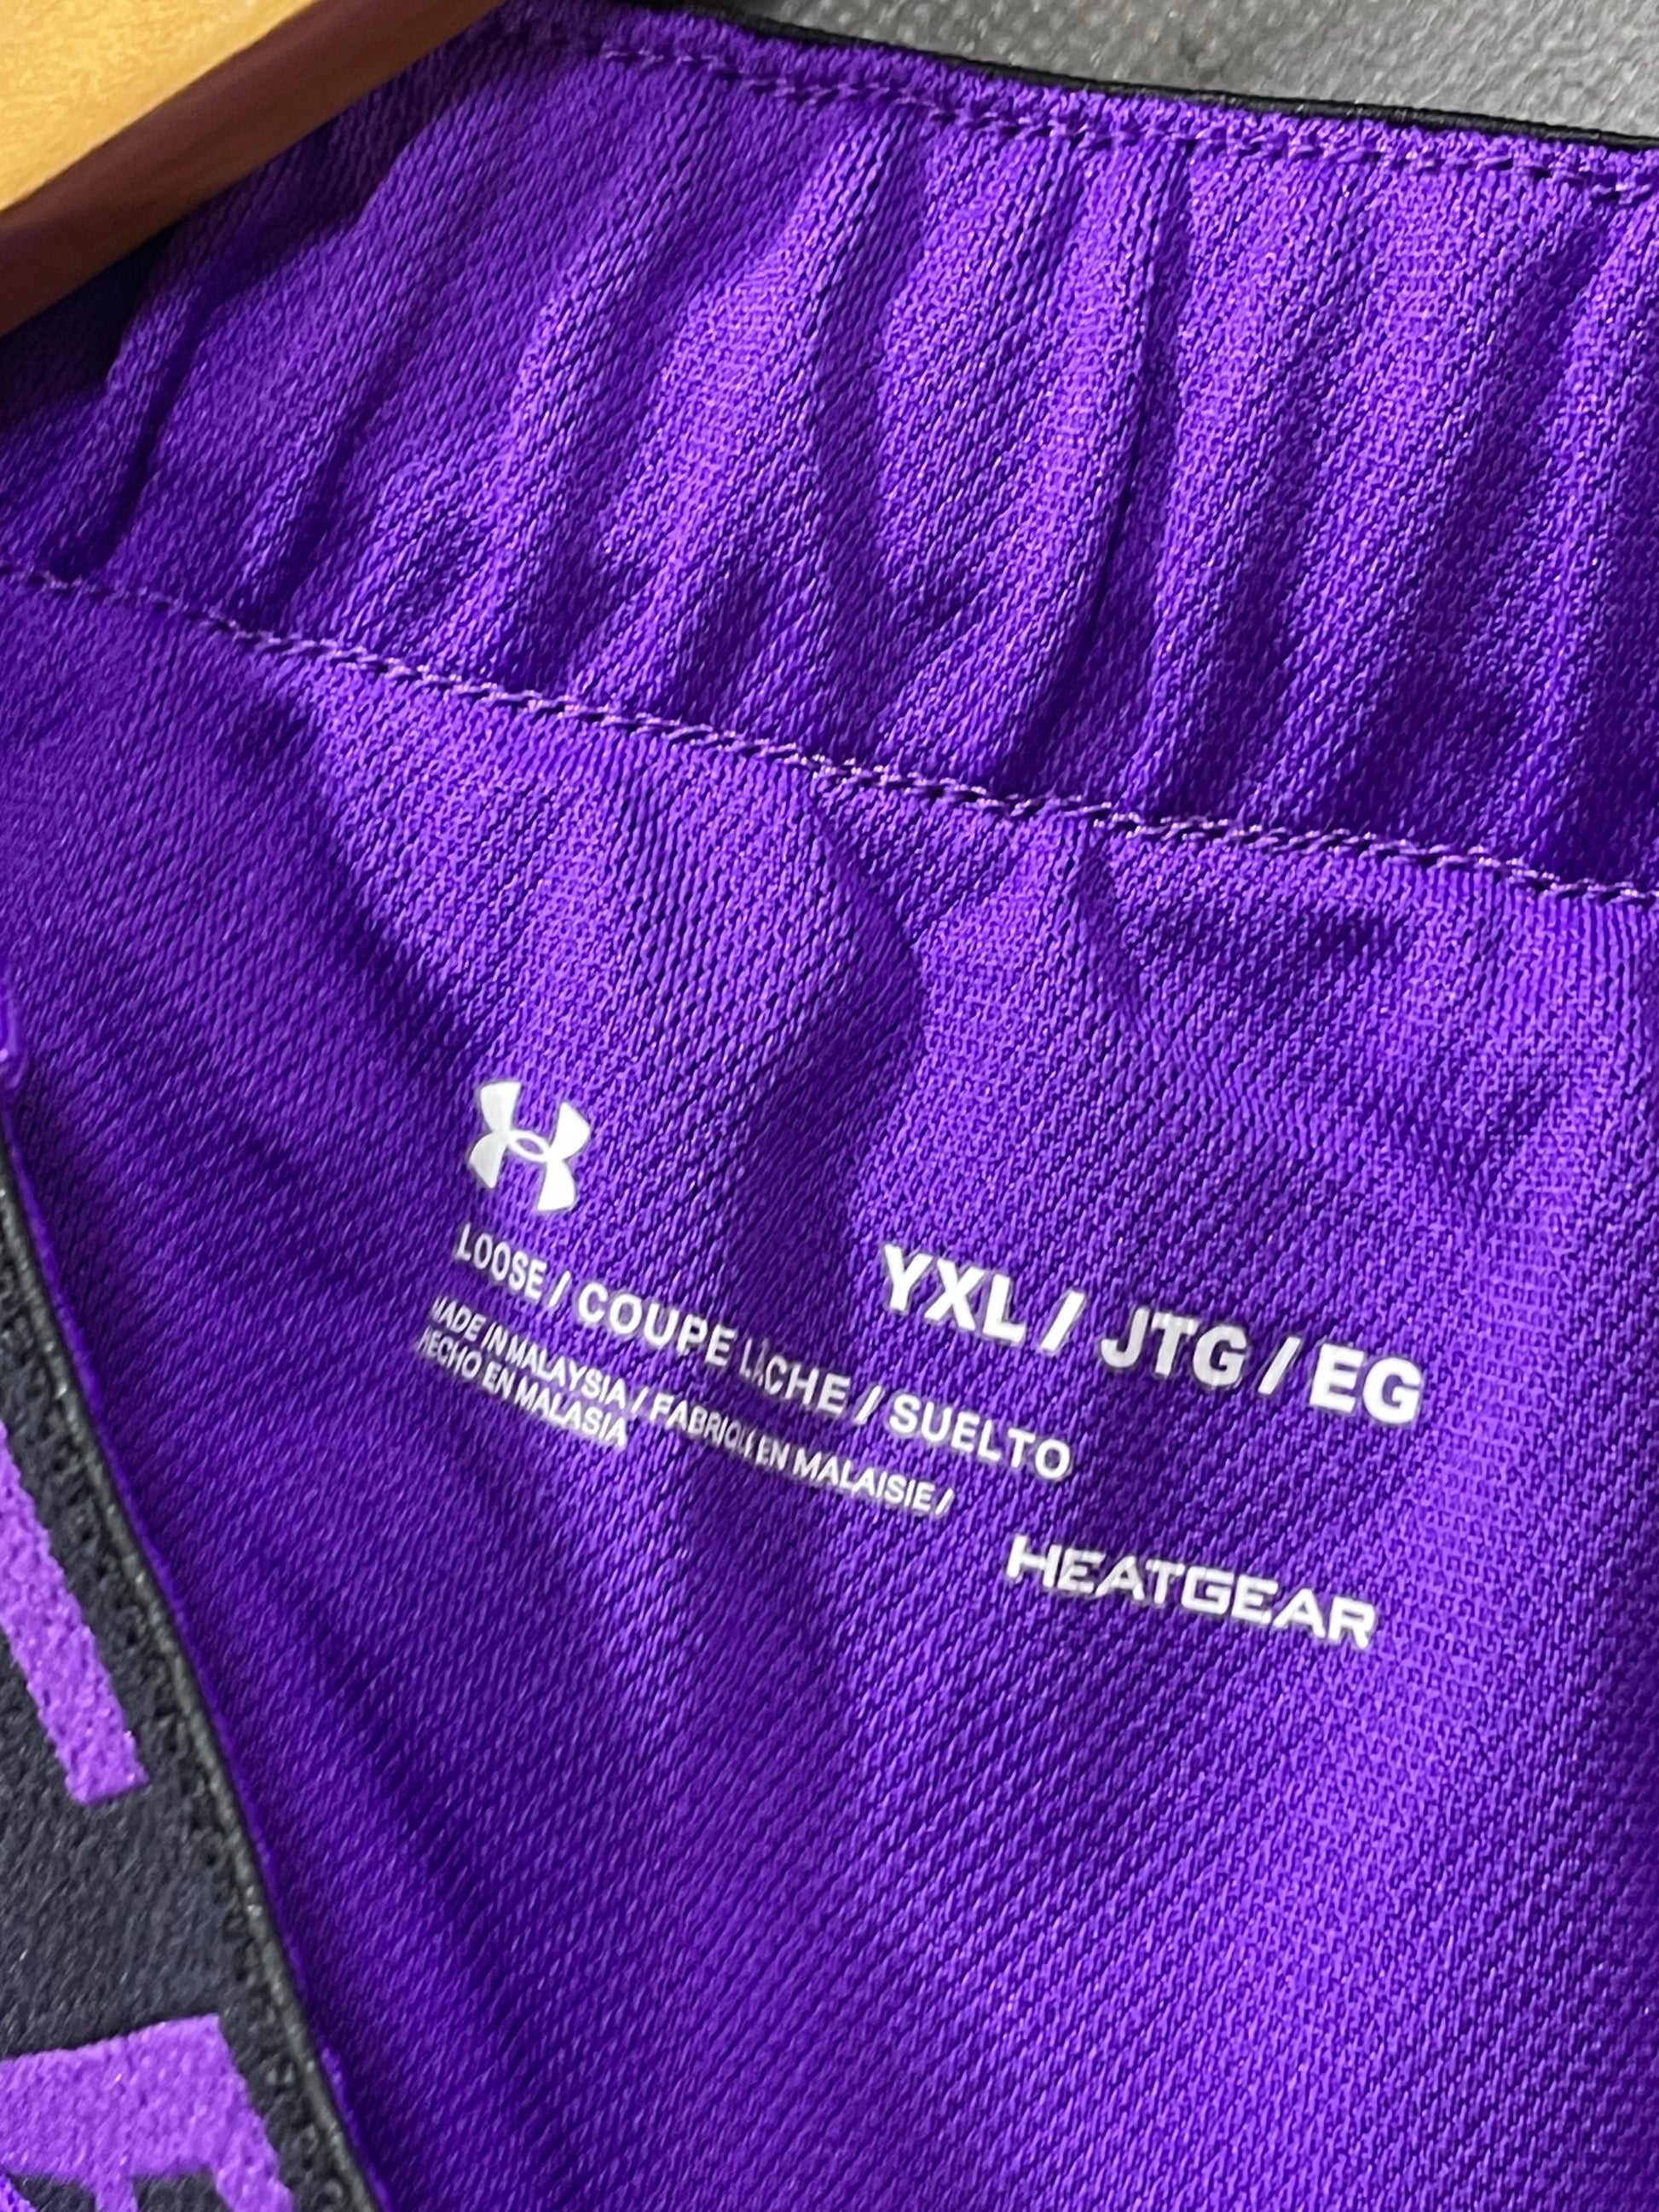 YXL / JTG / EG
LOOSE / COUPE LÂCHE / SUELTO
MADE IN MALAYSIA / FABRIQUÉ EN MALAISIE /
HECHO EN MALASIA
HEATGEAR